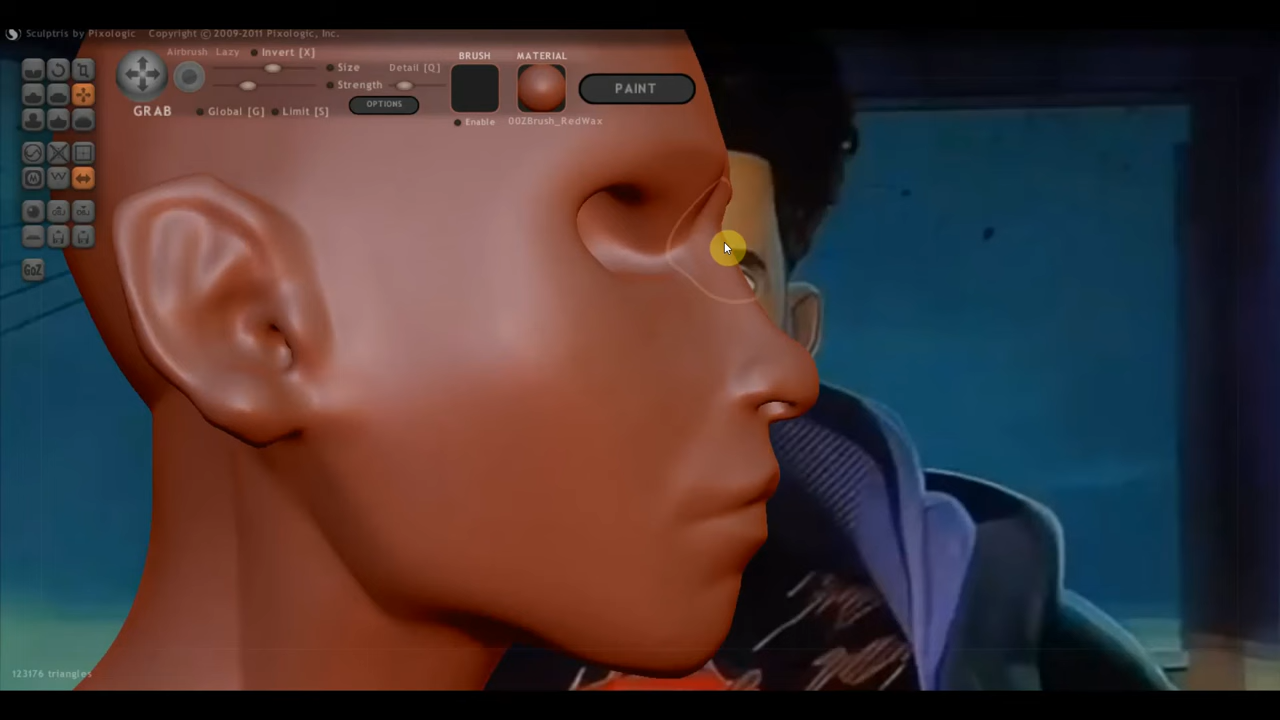 Sculptris by Pixologic Copyright © 2009-2011 Pixologic, Inc.
Airbrush Lazy Invert [X]
BRUSH
MATERIAL
Size
Detail [Q]
Strength
PAINT
OPTIONS
GRAB
Global [G] Limit [S]
Enable
00ZBrush_RedWax
GoZ
123176 triangles